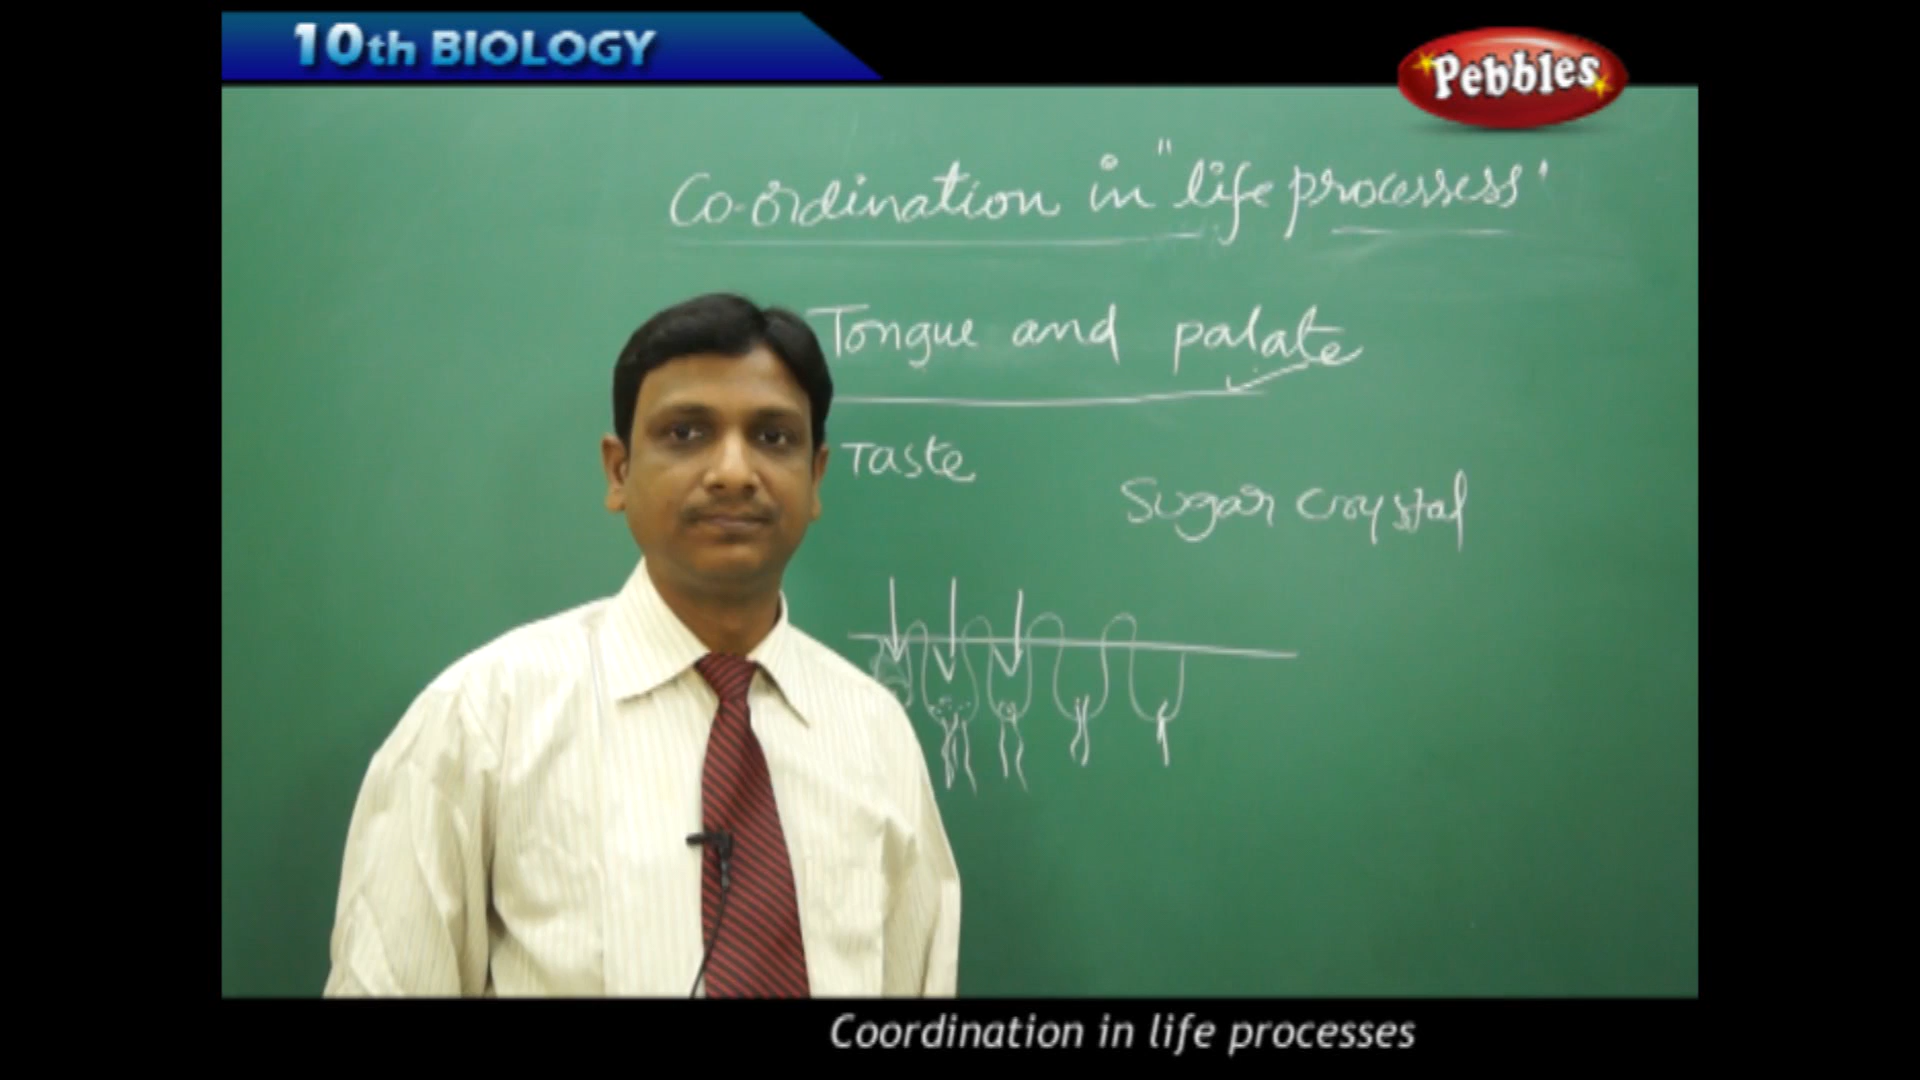 10th BIOLOGY
Pebbles
Co-ordination in "life processess'
Tongue and palate
Taste
Sugar crystal
Coordination in life processes